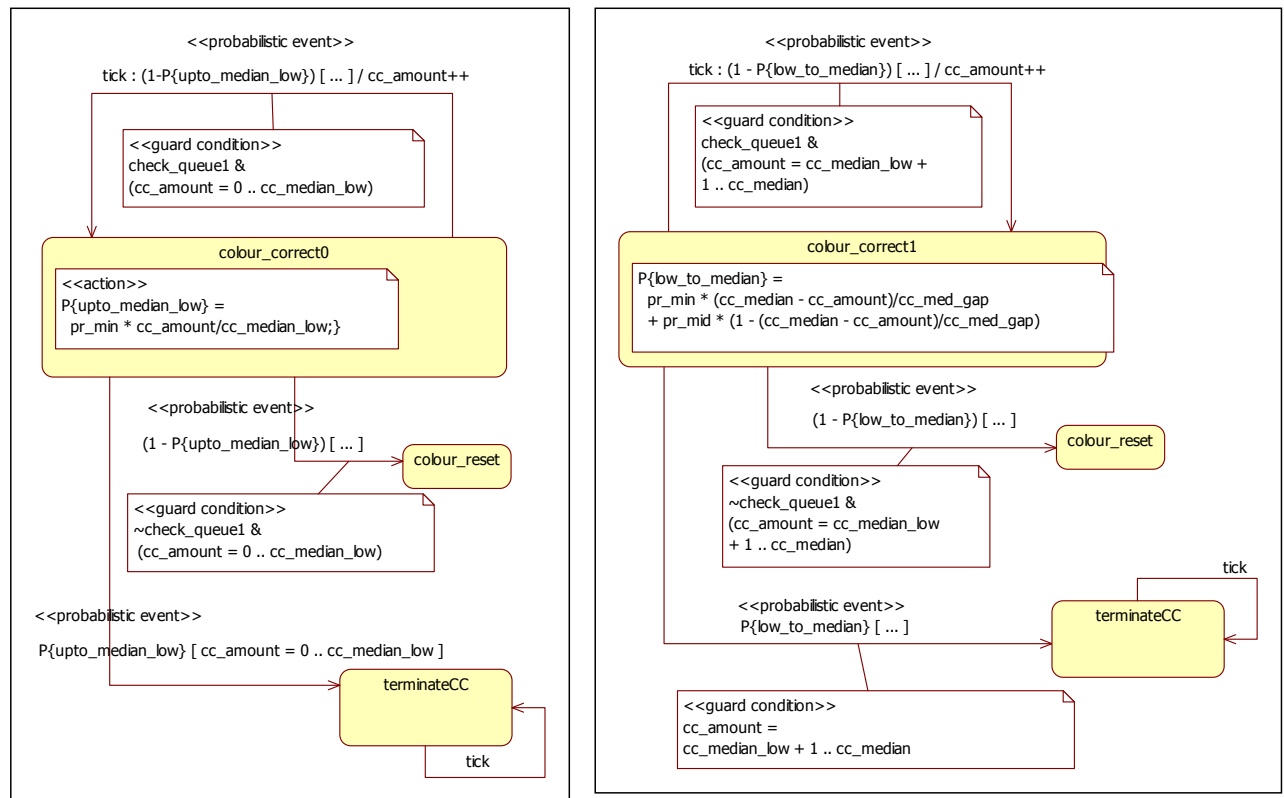 <<probabilistic event>>
tick : (1-P{upto_median_low}) [ ... ] / cc_amount++
<<guard condition>>
check_queue1 &
(cc_amount = 0 .. cc_median_low)
colour_correct0
<<action>>
P{upto_median_low} =
pr_min * cc_amount/cc_median_low;}
<<probabilistic event>>
(1 - P{upto_median_low}) [ ... ]
colour_reset
<<guard condition>>
~check_queue1 &
(cc_amount = 0 .. cc_median_low)
<<probabilistic event>>
P{upto_median_low} [ cc_amount = 0 .. cc_median_low ]
terminateCC
tick
<<probabilistic event>>
tick : (1 - P{low_to_median}) [ ... ] / cc_amount++
<<guard condition>>
check_queue1 &
(cc_amount = cc_median_low +
1 .. cc_median)
colour_correct1
P{low_to_median} =
pr_min * (cc_median - cc_amount)/cc_med_gap
+ pr_mid * (1 - (cc_median - cc_amount)/cc_med_gap)
<<probabilistic event>>
(1 - P{low_to_median}) [ ... ]
colour_reset
<<guard condition>>
~check_queue1 &
(cc_amount = cc_median_low
+ 1 .. cc_median)
tick
<<probabilistic event>>
P{low_to_median} [ ... ]
terminateCC
<<guard condition>>
cc_amount =
cc_median_low + 1 .. cc_median